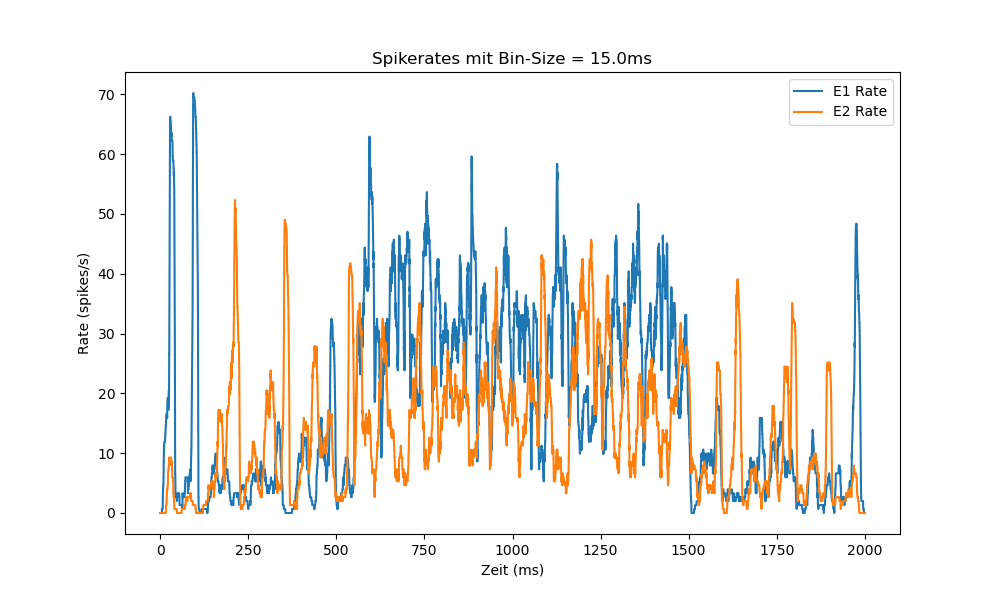 Spikerates mit Bin-Size = 15.0ms
E1 Rate
E2 Rate
Rate (spikes/s)
70
60
50
40
30
20
10
0
0 250 500 750 1000 1250 1500 1750 2000
Zeit (ms)